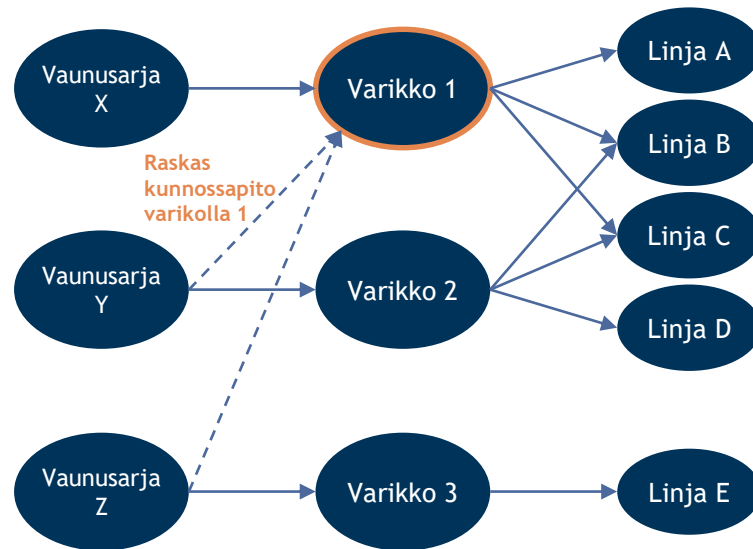 Vaunusarja
X
Varikko 1
Linja A
Linja B
Raskas
kunnossapito
varikolla 1
Linja C
Vaunusarja
Y
Varikko 2
Linja D
Vaunusarja
Z
Varikko 3
Linja E